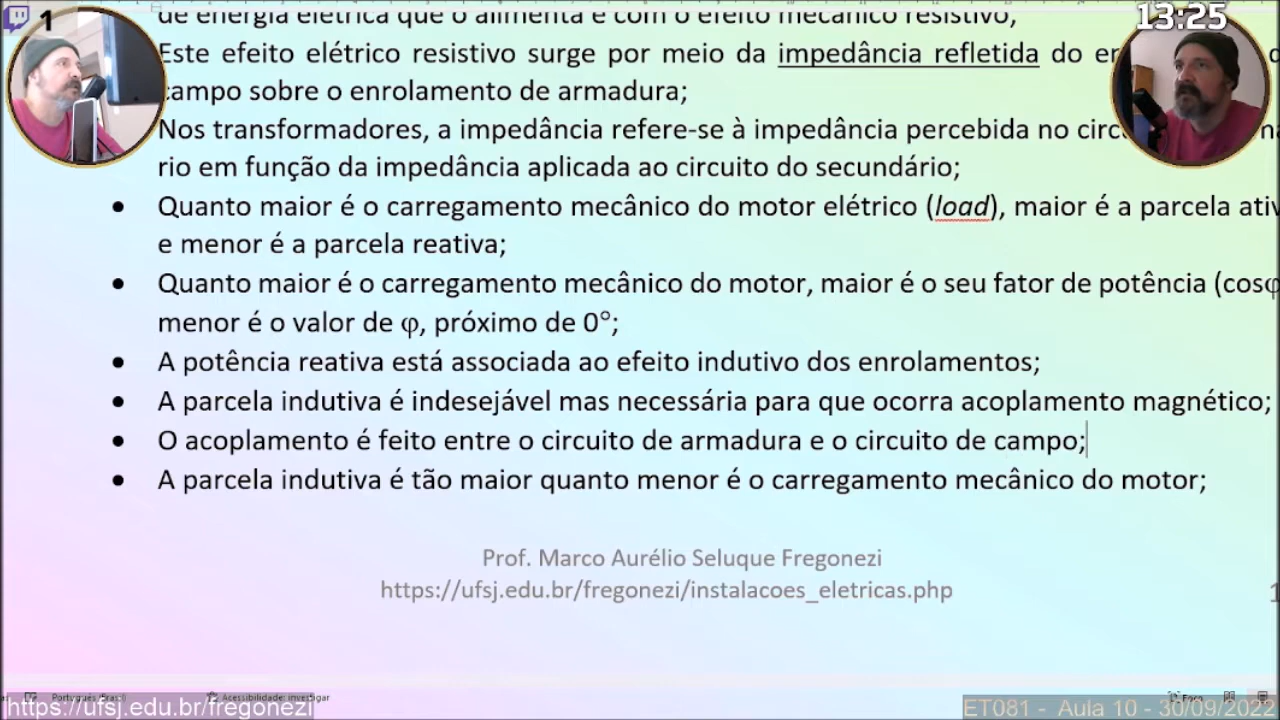 1
13:25
de energia elétrica que o alimenta e com o efeito mecânico resistivo;
Este efeito elétrico resistivo surge por meio da impedância refletida do
campo sobre o enrolamento de armadura;
Nos transformadores, a impedância refere-se à impedância percebida no
rio em função da impedância aplicada ao circuito do secundário;
• Quanto maior é o carregamento mecânico do motor elétrico (load), maior é a parcela
e menor é a parcela reativa;
• Quanto maior é o carregamento mecânico do motor, maior é o seu fator de potência (cosφ
menor é o valor de φ, próximo de 0°;
• A potência reativa está associada ao efeito indutivo dos enrolamentos;
• A parcela indutiva é indesejável mas necessária para que ocorra acoplamento magnético;
• O acoplamento é feito entre o circuito de armadura e o circuito de campo;
• A parcela indutiva é tão maior quanto menor é o carregamento mecânico do motor;
Prof. Marco Aurélio Seluque Fregonezi
https://ufsj.edu.br/fregonezi/instalacoes_eletricas.php
Acessibilidade: investigar
Foco
https://ufsj.edu.br/fregonezi
ET081 - Aula 10 - 30/09/2022